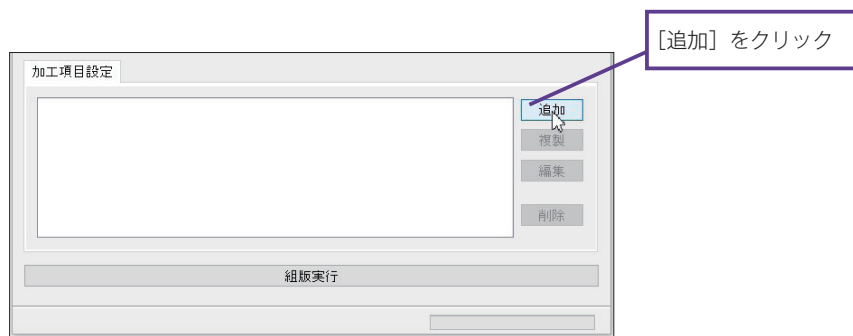 ［追加］をクリック
加工項目設定
追加
複製
編集
削除
組版実行